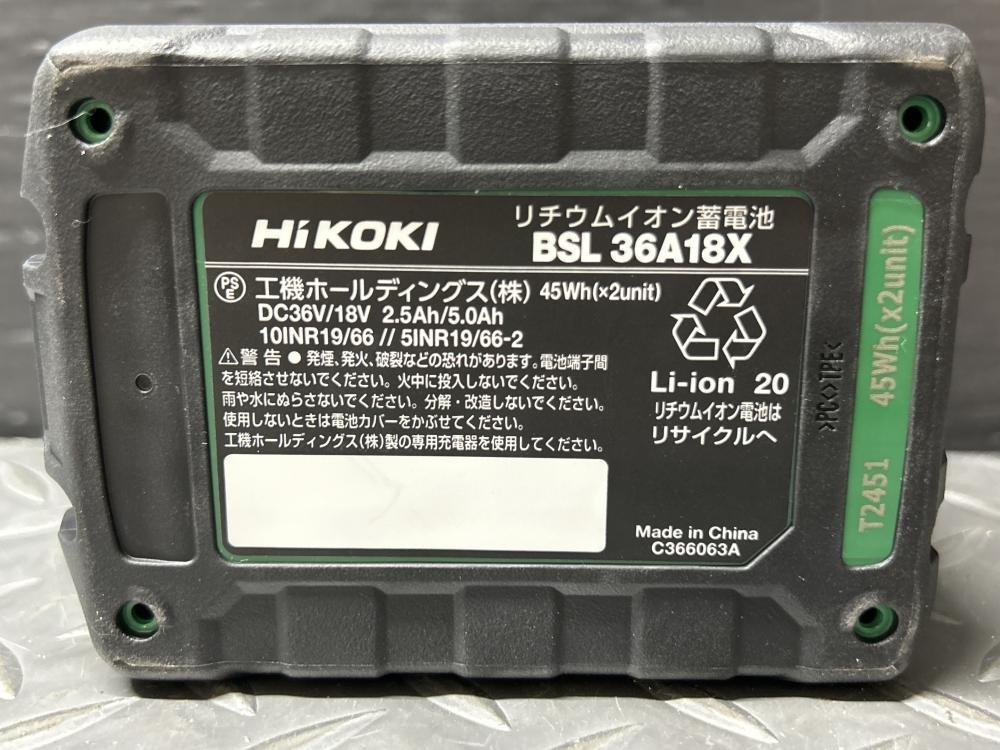 HiKOKI
リチウムイオン蓄電池
BSL 36A18X
PSE 工機ホールディングス(株) 45Wh(×2unit)
DC36V/18V 2.5Ah/5.0Ah
10INR19/66 // 5INR19/66-2
⚠警告 ● 発煙、発火、破裂などの恐れがあります。電池端子間
を短絡させないでください。火中に投入しないでください。
雨や水にぬらさないでください。分解・改造しないでください。
使用しないときは電池カバーをかぶせてください。
工機ホールディングス(株)製の専用充電器を使用してください。
Li-ion 20
リチウムイオン電池は
リサイクルへ
Made in China
C366063A
>PC<>TPE<
T2451 45Wh(x2unit)